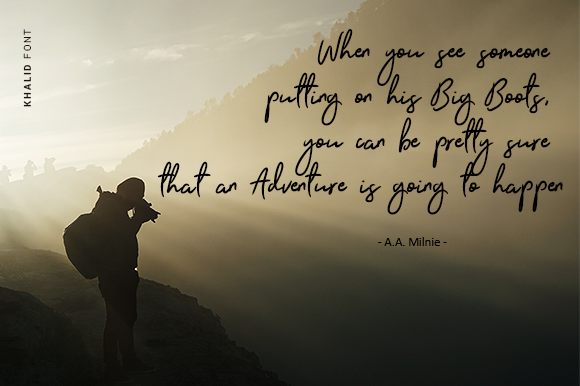 KHALID FONT
When you see someone
putting on his Big Boots,
you can be pretty sure
that an Adventure is going to happen
- A.A. Milnie -